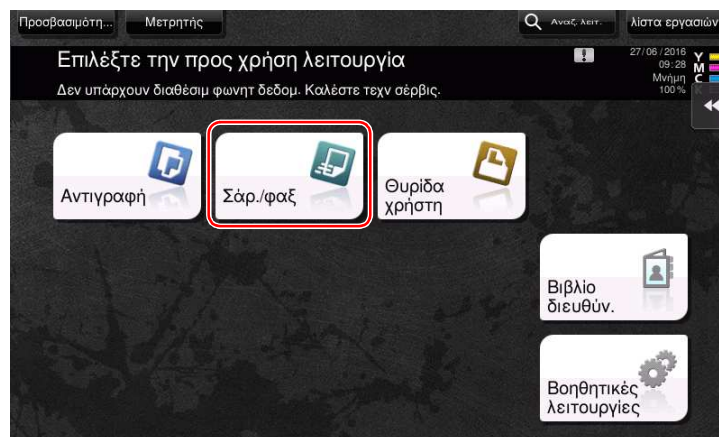 Προσβασιμότη... Μετρητής Αναζ. λειτ. λίστα εργασιών
Επιλέξτε την προς χρήση λειτουργία
Δεν υπάρχουν διαθέσιμ φωνητ δεδομ. Καλέστε τεχν σέρβις.
27/06/2016
09:28
Μνήμη
100%
Y
M
C
K
Αντιγραφή
Σάρ./φαξ
Θυρίδα
χρήστη
Βιβλίο
διευθύν.
Βοηθητικές
λειτουργίες